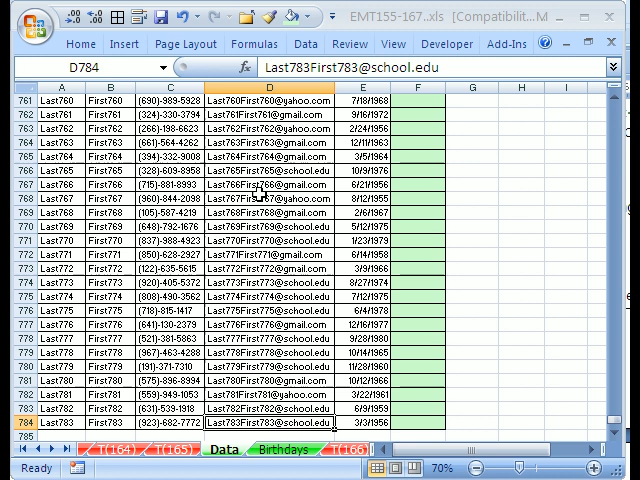 EMT155-167..xls [Compatibilit...M
Home Insert Page Layout Formulas Data Review View Developer Add-Ins
D784 fx Last783First783@school.edu
A B C D E F G H I
761 Last760 First760 (690)-989-5928 Last760First760@yahoo.com 7/18/1968
762 Last761 First761 (324)-330-3794 Last761First761@gmail.com 9/16/1972
763 Last762 First762 (266)-198-6623 Last762First762@yahoo.com 2/24/1956
764 Last763 First763 (661)-564-4262 Last763First763@gmail.com 12/11/1963
765 Last764 First764 (394)-332-9008 Last764First764@gmail.com 3/5/1964
766 Last765 First765 (328)-609-8958 Last765First765@school.edu 10/9/1976
767 Last766 First766 (715)-881-8993 Last766First766@gmail.com 6/21/1956
768 Last767 First767 (960)-844-2098 Last767First767@yahoo.com 8/12/1955
769 Last768 First768 (105)-587-4219 Last768First768@gmail.com 2/6/1967
770 Last769 First769 (648)-792-1676 Last769First769@school.edu 5/12/1975
771 Last770 First770 (837)-988-4923 Last770First770@school.edu 1/23/1979
772 Last771 First771 (850)-628-2927 Last771First771@gmail.com 6/14/1958
773 Last772 First772 (122)-635-5615 Last772First772@gmail.com 3/9/1966
774 Last773 First773 (920)-405-5372 Last773First773@school.edu 8/27/1974
775 Last774 First774 (808)-490-3562 Last774First774@school.edu 7/12/1975
776 Last775 First775 (718)-815-1417 Last775First775@school.edu 6/4/1978
777 Last776 First776 (641)-130-2379 Last776First776@gmail.com 12/16/1977
778 Last777 First777 (521)-381-5863 Last777First777@school.edu 9/28/1980
779 Last778 First778 (967)-463-4288 Last778First778@school.edu 10/14/1965
780 Last779 First779 (191)-371-7310 Last779First779@school.edu 11/28/1960
781 Last780 First780 (575)-896-8994 Last780First780@gmail.com 10/12/1966
782 Last781 First781 (559)-949-1053 Last781First781@yahoo.com 3/22/1961
783 Last782 First782 (631)-539-1918 Last782First782@school.edu 6/9/1959
784 Last783 First783 (923)-682-7772 Last783First783@school.edu 3/3/1956
785
T(164) T(165) Data Birthdays T(166)
Ready 70%